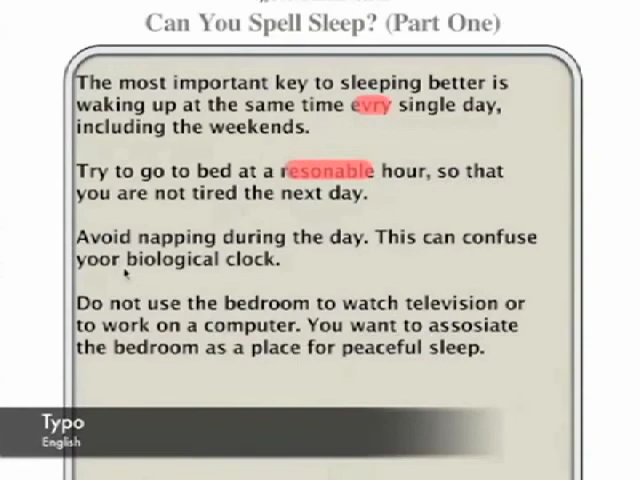 Can You Spell Sleep? (Part One)
The most important key to sleeping better is
waking up at the same time evry single day,
including the weekends.
Try to go to bed at a resonable hour, so that
you are not tired the next day.
Avoid napping during the day. This can confuse
yoor biological clock.
Do not use the bedroom to watch television or
to work on a computer. You want to assosiate
the bedroom as a place for peaceful sleep.
Typo
English